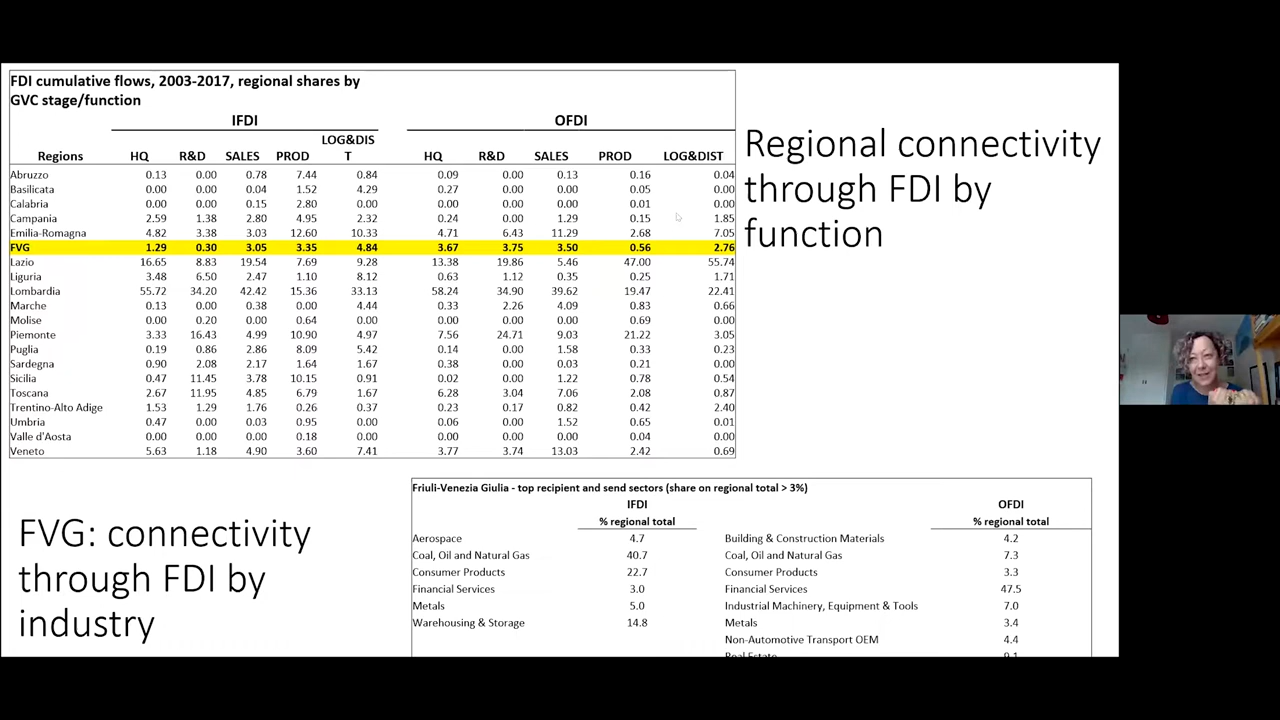 FDI cumulative flows, 2003-2017, regional shares by
GVC stage/function
IFDI OFDI
LOG&DIS
Regions HQ R&D SALES PROD T HQ R&D SALES PROD LOG&DIST
Abruzzo 0.13 0.00 0.78 7.44 0.84 0.09 0.00 0.13 0.16 0.04
Basilicata 0.00 0.00 0.04 1.52 4.29 0.27 0.00 0.00 0.05 0.00
Calabria 0.00 0.00 0.15 2.80 0.00 0.00 0.00 0.00 0.01 0.00
Campania 2.59 1.38 2.80 4.95 2.32 0.24 0.00 1.29 0.15 1.85
Emilia-Romagna 4.82 3.38 3.03 12.60 10.33 4.71 6.43 11.29 2.68 7.05
FVG 1.29 0.30 3.05 3.35 4.84 3.67 3.75 3.50 0.56 2.76
Lazio 16.65 8.83 19.54 7.69 9.28 13.38 19.86 5.46 47.00 55.74
Liguria 3.48 6.50 2.47 1.10 8.12 0.63 1.12 0.35 0.25 1.71
Lombardia 55.72 34.20 42.42 15.36 33.13 58.24 34.90 39.62 19.47 22.41
Marche 0.13 0.00 0.38 0.00 4.44 0.33 2.26 4.09 0.83 0.66
Molise 0.00 0.20 0.00 0.64 0.00 0.00 0.00 0.00 0.69 0.00
Piemonte 3.33 16.43 4.99 10.90 4.97 7.56 24.71 9.03 21.22 3.05
Puglia 0.19 0.86 2.86 8.09 5.42 0.14 0.00 1.58 0.33 0.23
Sardegna 0.90 2.08 2.17 1.64 1.67 0.38 0.00 0.03 0.21 0.00
Sicilia 0.47 11.45 3.78 10.15 0.91 0.02 0.00 1.22 0.78 0.54
Toscana 2.67 11.95 4.85 6.79 1.67 6.28 3.04 7.06 2.08 0.87
Trentino-Alto Adige 1.53 1.29 1.76 0.26 0.37 0.23 0.17 0.82 0.42 2.40
Umbria 0.47 0.00 0.03 0.95 0.00 0.06 0.00 1.52 0.65 0.01
Valle d'Aosta 0.00 0.00 0.00 0.18 0.00 0.00 0.00 0.00 0.04 0.00
Veneto 5.63 1.18 4.90 3.60 7.41 3.77 3.74 13.03 2.42 0.69
Regional connectivity
through FDI by
function
FVG: connectivity
through FDI by
industry
Friuli-Venezia Giulia - top recipient and send sectors (share on regional total > 3%)
IFDI OFDI
% regional total % regional total
Aerospace 4.7 Building & Construction Materials 4.2
Coal, Oil and Natural Gas 40.7 Coal, Oil and Natural Gas 7.3
Consumer Products 22.7 Consumer Products 3.3
Financial Services 3.0 Financial Services 47.5
Metals 5.0 Industrial Machinery, Equipment & Tools 7.0
Warehousing & Storage 14.8 Metals 3.4
Non-Automotive Transport OEM 4.4
Real Estate 9.1